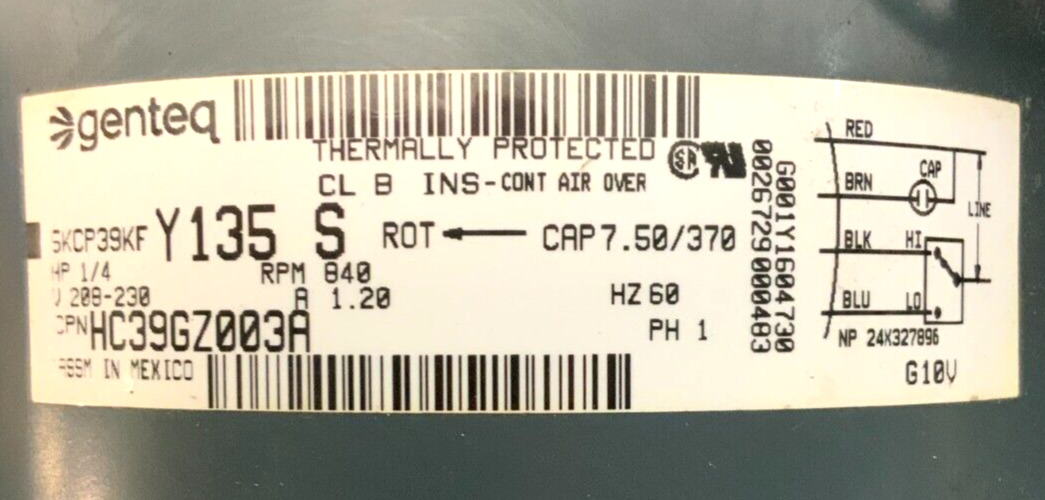 genteq
THERMALLY PROTECTED SA
CL B INS-CONT AIR OVER
5KCP39KF Y135 S ROT CAP 7.50/370
HP 1/4 RPM 840
V 208-230 A 1.20 HZ 60
CPN HC39GZ003A PH 1
ASSM IN MEXICO
G001Y1604730
0026729000483
RED
CAP
BRN
LINE
BLK HI
BLU LO
NP 24X327896
G10V